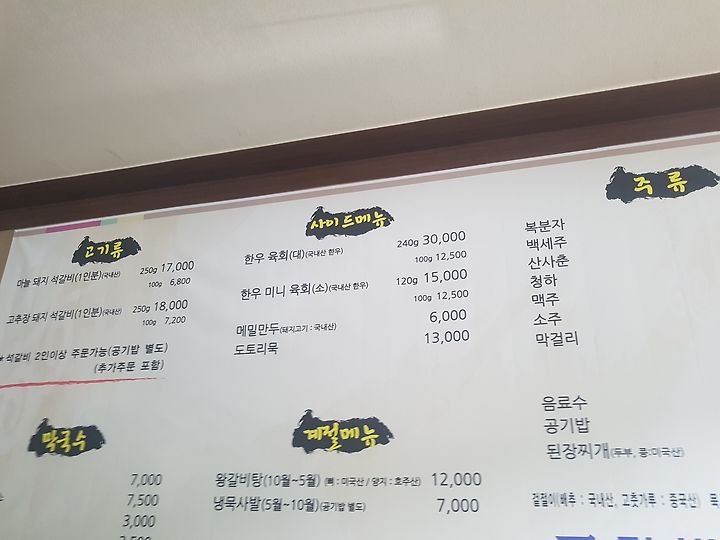 고기류
마늘 돼지 석갈비(1인분)(국내산) 250g 17,000
100g 6,800
고추장 돼지 석갈비(1인분)(국내산) 250g 18,000
100g 7,200
*석갈비 2인이상 주문가능(공기밥 별도)
(추가주문 포함)
사이드메뉴
한우 육회(대)(국내산 한우) 240g 30,000
100g 12,500
한우 미니 육회(소)(국내산 한우) 120g 15,000
100g 12,500
메밀만두(돼지고기 : 국내산) 6,000
도토리묵 13,000
주류
복분자
백세주
산사춘
청하
맥주
소주
막걸리
음료수
공기밥
된장찌개(두부, 콩:미국산)
막국수
7,000
7,500
3,000
계절메뉴
왕갈비탕(10월~5월) (뼈 : 미국산 / 양지 : 호주산) 12,000
냉묵사발(5월~10월)(공기밥 별도) 7,000
겉절이(배추 : 국내산, 고춧가루 : 중국산)